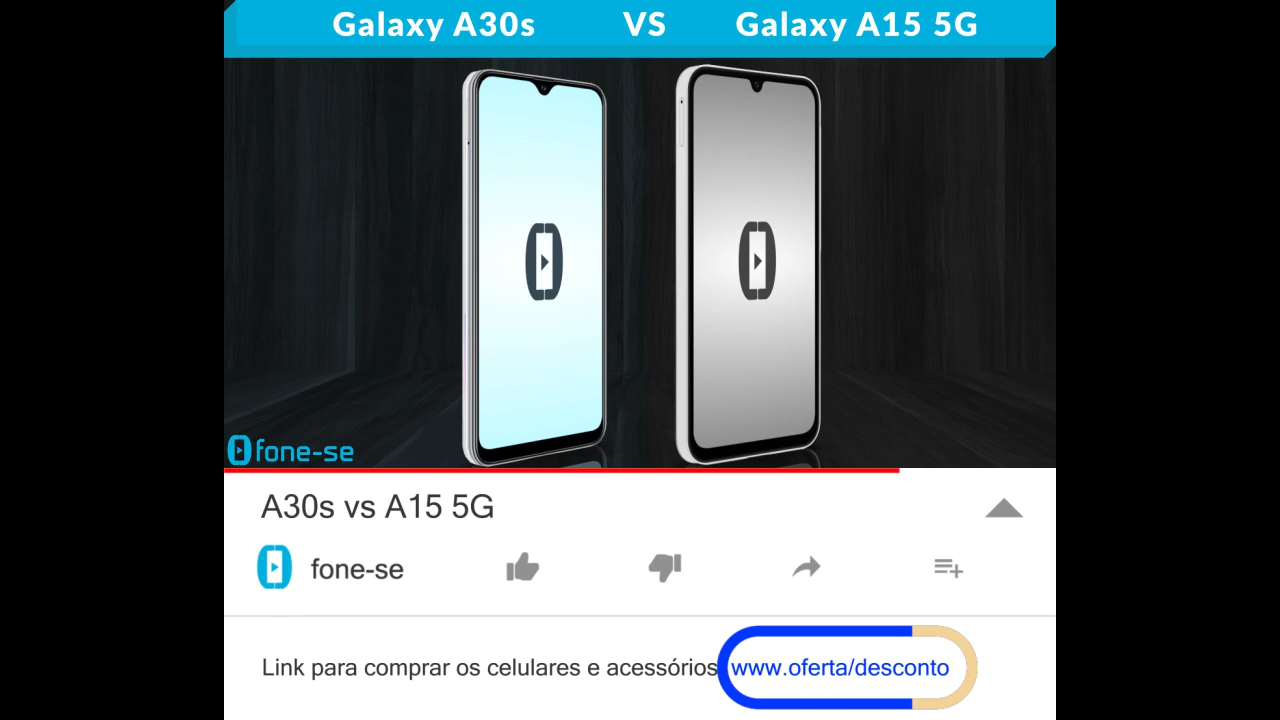 Galaxy A30s VS Galaxy A15 5G
fone-se
A30s vs A15 5G
fone-se
Link para comprar os celulares e acessórios www.oferta/desconto